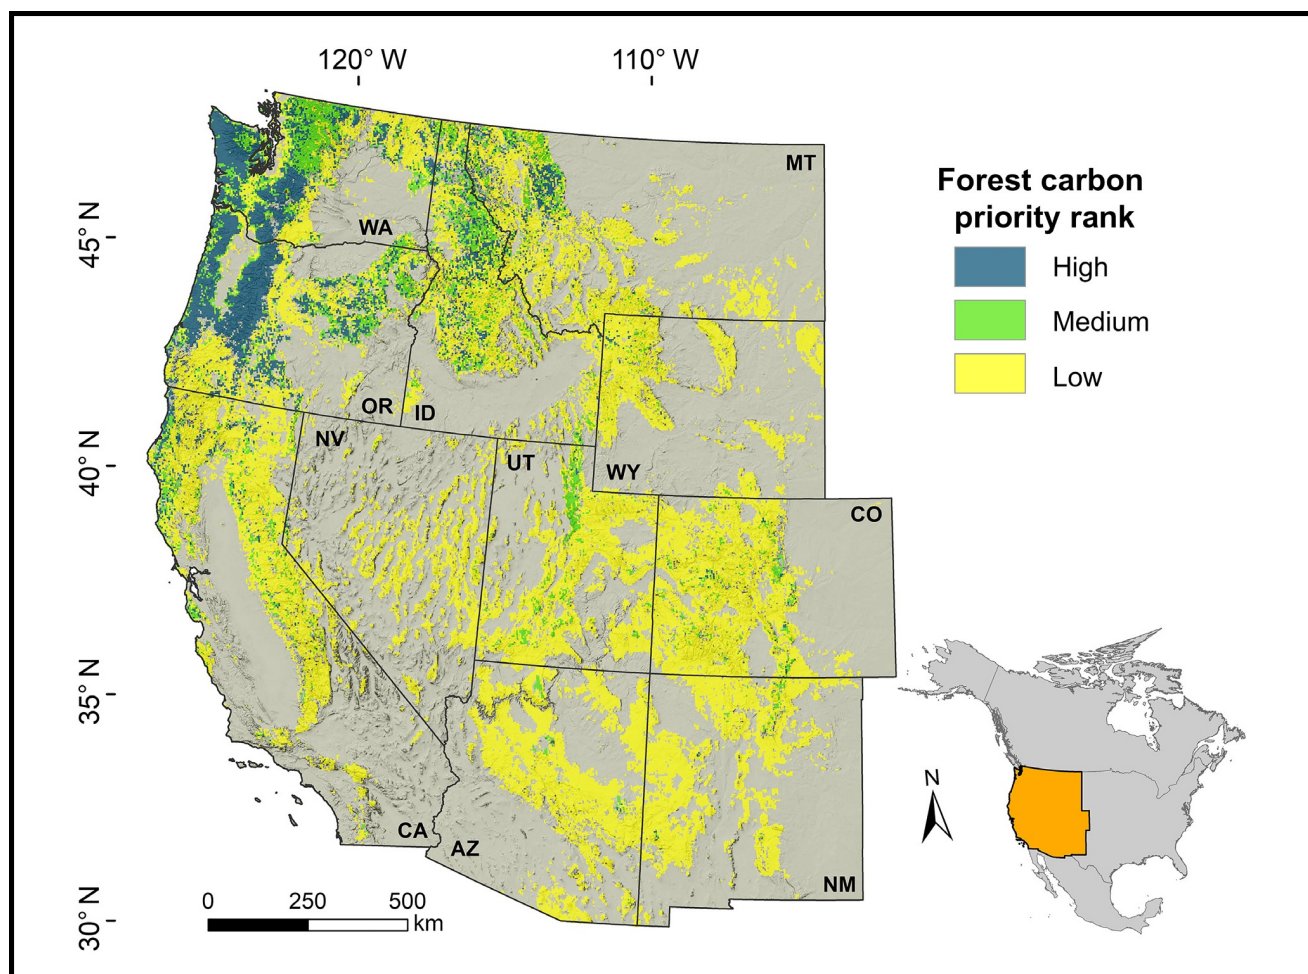 120° W
110° W
MT
Forest carbon
priority rank
High
Medium
Low
45° N
WA
OR
ID
40° N
NV
UT
WY
CO
35° N
N
CA
AZ
NM
30° N
0
250
500
km